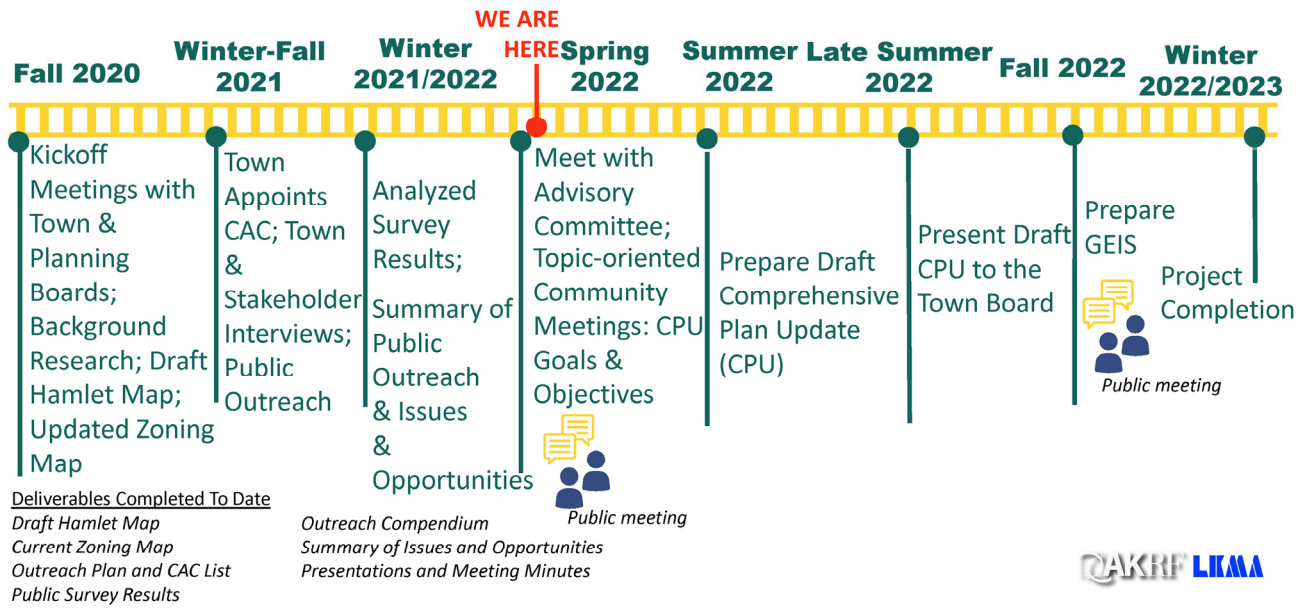 WE ARE
HERE
Fall 2020
Winter-Fall
2021
Winter
2021/2022
Spring
2022
Summer
2022
Late Summer
2022
Fall 2022
Winter
2022/2023
Kickoff
Meetings with
Town &
Planning
Boards;
Background
Research; Draft
Hamlet Map;
Updated Zoning
Map
Town
Appoints
CAC; Town
&
Stakeholder
Interviews;
Public
Outreach
Analyzed
Survey
Results;
Summary of
Public
Outreach
& Issues
&
Opportunities
Meet with
Advisory
Committee;
Topic-oriented
Community
Meetings: CPU
Goals &
Objectives
Public meeting
Prepare Draft
Comprehensive
Plan Update
(CPU)
Present Draft
CPU to the
Town Board
Prepare
GEIS
Public meeting
Project
Completion
Deliverables Completed To Date
Draft Hamlet Map
Current Zoning Map
Outreach Plan and CAC List
Public Survey Results
Outreach Compendium
Summary of Issues and Opportunities
Presentations and Meeting Minutes
AKRF LKMA